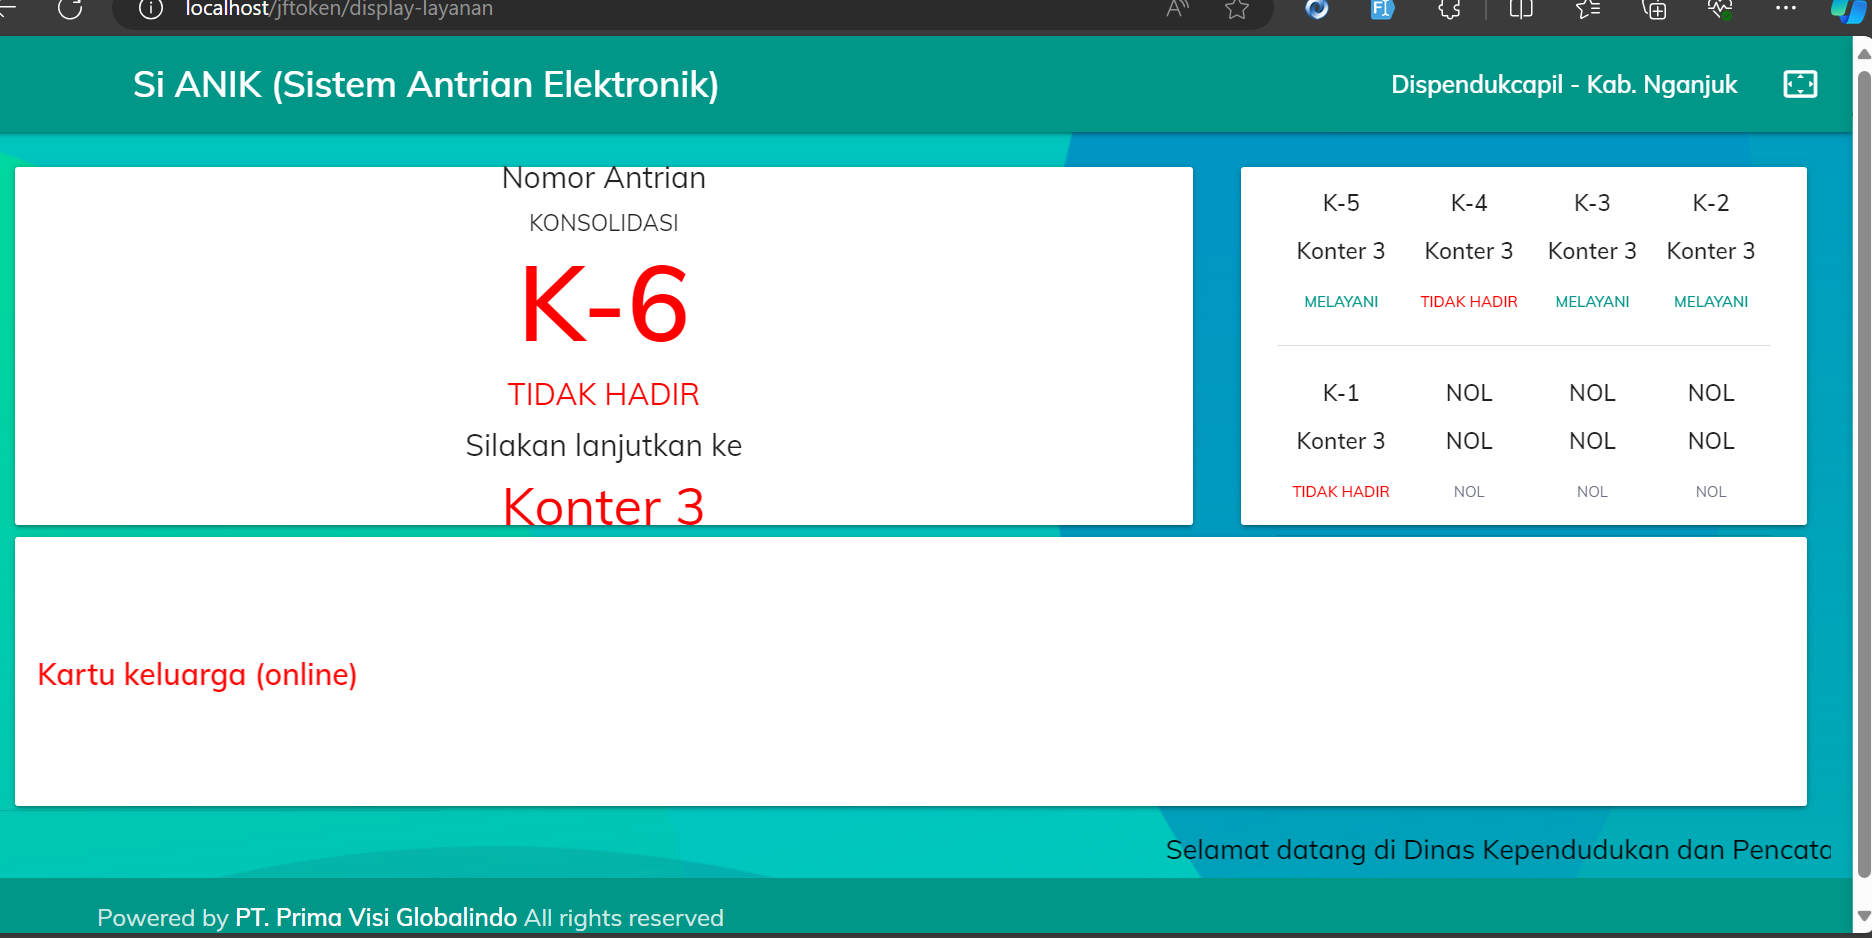 localhost/jftoken/display-layanan
Si ANIK (Sistem Antrian Elektronik)
Dispendukcapil - Kab. Nganjuk
Nomor Antrian
KONSOLIDASI
K-6
TIDAK HADIR
Silakan lanjutkan ke
Konter 3
K-5 K-4 K-3 K-2
Konter 3 Konter 3 Konter 3 Konter 3
MELAYANI TIDAK HADIR MELAYANI MELAYANI
K-1 NOL NOL NOL
Konter 3 NOL NOL NOL
TIDAK HADIR NOL NOL NOL
Kartu keluarga (online)
Selamat datang di Dinas Kependudukan dan Pencata
Powered by PT. Prima Visi Globalindo All rights reserved